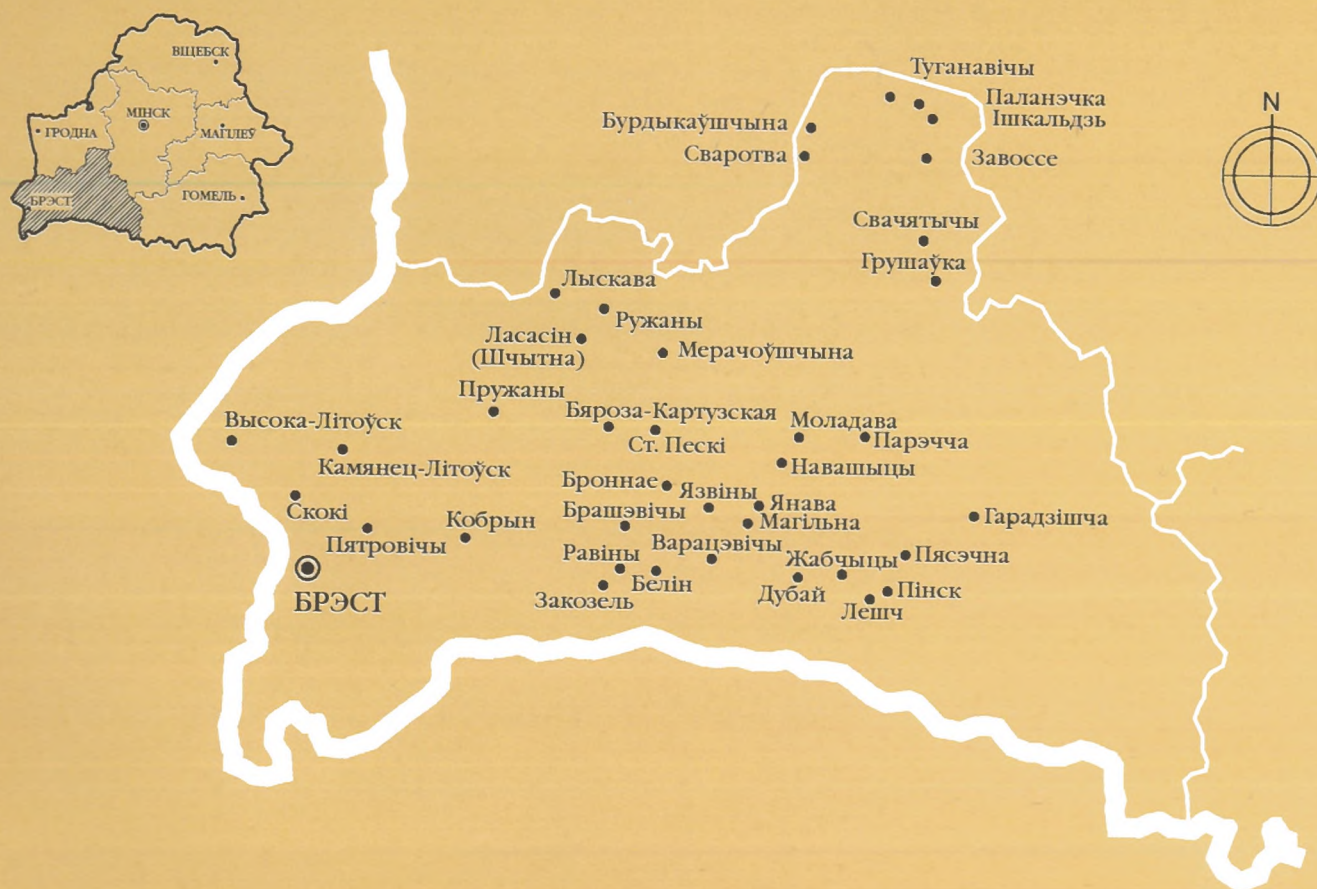 ВІЦЕБСК
МІНСК
ГРОДНА
МАГІЛЕЎ
БРЭСТ
ГОМЕЛЬ
N
Туганавічы
Паланэчка
Ішкальдзь
Бурдыкаўшчына
Сваротва
Завоссе
Свачятычы
Грушаўка
Лыскава
Ружаны
Ласасін
(Шчытна)
Мерачоўшчына
Пружаны
Бяроза-Картузская
Ст. Пескі
Моладава
Парэчча
Высока-Літоўск
Камянец-Літоўск
Навашыцы
Броннае
Язвіны
Янава
Скокі
Брашэвічы
Магільна
Гарадзішча
Пятровічы
Кобрын
Равіны
Варацэвічы
Жабчыцы
Пясэчна
БРЭСТ
Закозель
Белін
Дубай
Пінск
Лешч